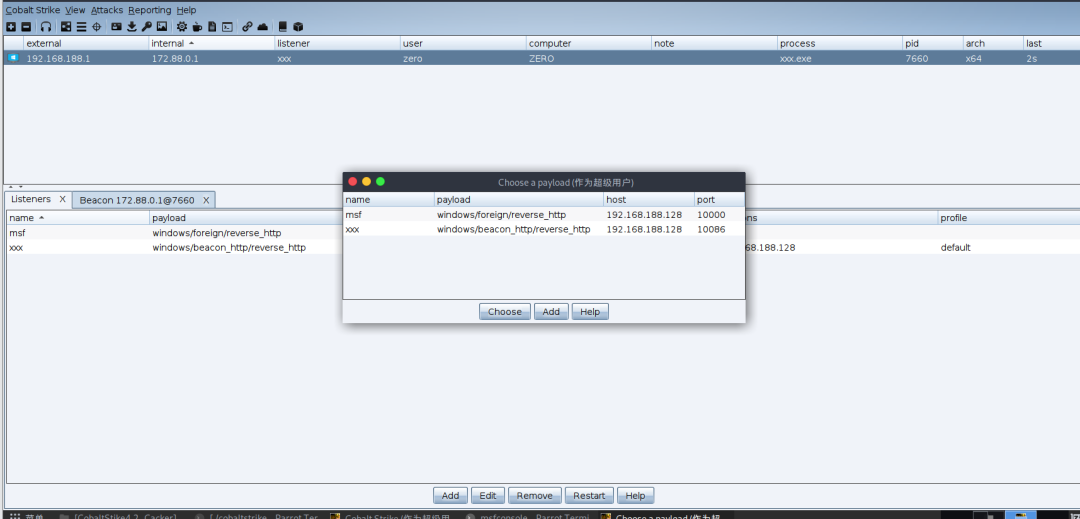 Cobalt Strike View Attacks Reporting Help
external internal listener user computer note process pid arch last
192.168.188.1 172.88.0.1 xxx zero ZERO xxx.exe 7660 x64 2s
Choose a payload (作为超级用户)
name payload host port
msf windows/foreign/reverse_http 192.168.188.128 10000
xxx windows/beacon_http/reverse_http 192.168.188.128 10086
Choose Add Help
Listeners X Beacon 172.88.0.1@7660 X
name payload ons profile
msf windows/foreign/reverse_http
xxx windows/beacon_http/reverse_http 68.188.128 default
Add Edit Remove Restart Help
菜单 [CobaltStike4.7_Cacker] [./cobaltstrike - Parrot Ter Cobalt Strike (作为超级用 msfconsole - Parrot Termi Choose a payload (作为超